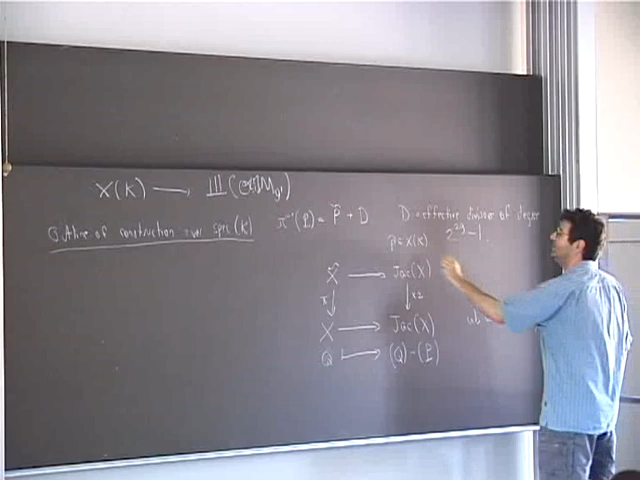 X(K) ⟶ Ш( M_g')
Outline of construction over Spec(K)
π⁻¹(P) = P̃ + D
D = effective divisor of degree
2^{2g} − 1.
P ∈ X(K)
X̃ ⟶ Jac(X)
π ↓ ↓ ×2
X ⟶ Jac(X)
Q ⟼ (Q) − (P)